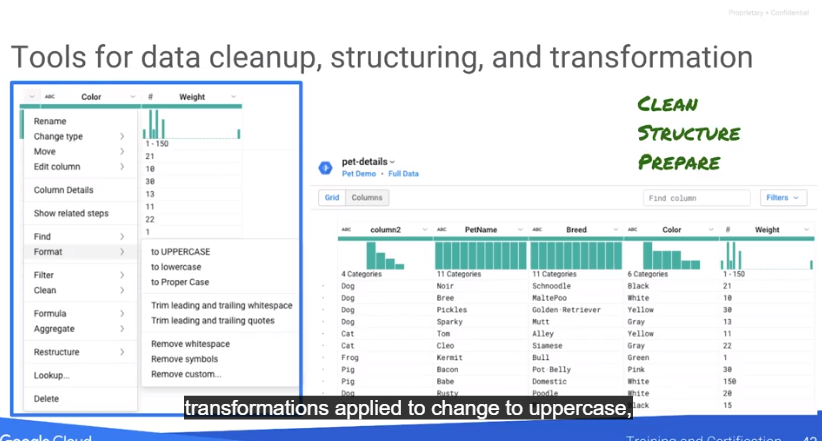 Proprietary + Confidential
Tools for data cleanup, structuring, and transformation
ABC Color # Weight
Rename
Change type
Move
Edit column
Column Details
Show related steps
Find
Format
Filter
Clean
Formula
Aggregate
Restructure
Lookup...
Delete
1 - 150
21
10
30
13
11
22
1
to UPPERCASE
to lowercase
to Proper Case
Trim leading and trailing whitespace
Trim leading and trailing quotes
Remove whitespace
Remove symbols
Remove custom...
CLEAN
STRUCTURE
PREPARE
pet-details
Pet Demo • Full Data
Grid Columns Find column Filters
ABC column2 ABC PetName ABC Breed ABC Color # Weight
4 Categories 11 Categories 11 Categories 6 Categories 1 - 150
Dog Noir Schnoodle Black 21
Dog Bree MaltePoo White 10
Dog Pickles Golden·Retriever Yellow 30
Dog Sparky Mutt Gray 13
Cat Tom Alley Yellow 11
Cat Cleo Siamese Gray 22
Frog Kermit Bull Green 1
Pig Bacon Pot·Belly Pink 30
Pig Babe Domestic White 150
Dog Rusty Poodle White 20
Black 15
transformations applied to change to uppercase,
Google Cloud
Training and Certification